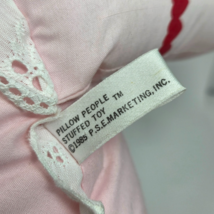 PILLOW PEOPLE ™
STUFFED TOY
©1985 P.S.E. MARKETING, INC.